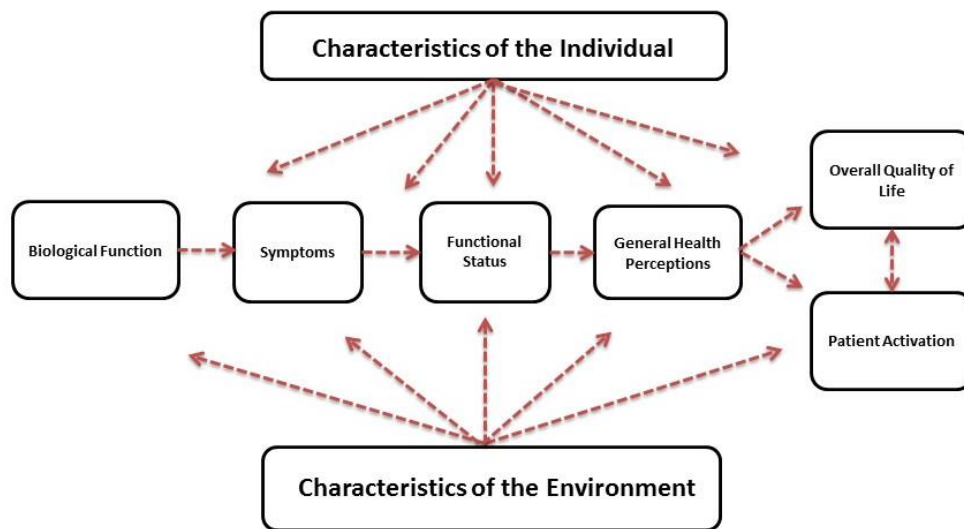 Characteristics of the Individual
Overall Quality of
Life
Biological Function
Symptoms
Functional
Status
General Health
Perceptions
Patient Activation
Characteristics of the Environment